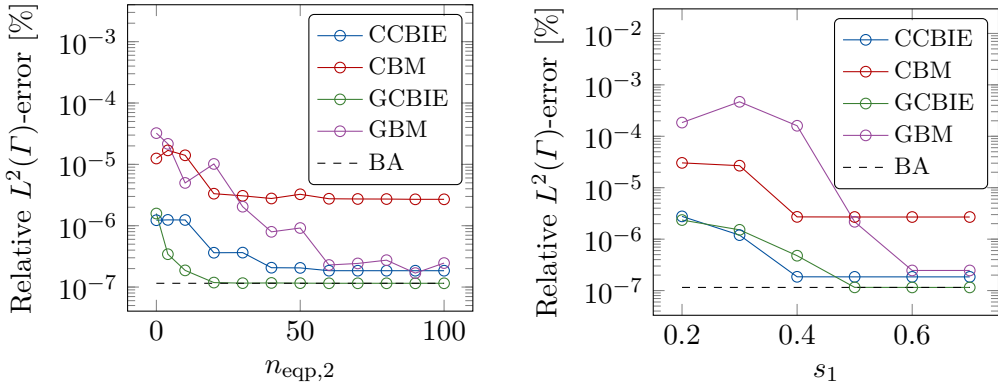 Relative L²(Γ)-error [%]
10⁻³
10⁻⁴
10⁻⁵
10⁻⁶
10⁻⁷
0
50
100
n_eqp,2
CCBIE
CBM
GCBIE
GBM
BA
Relative L²(Γ)-error [%]
10⁻²
10⁻³
10⁻⁴
10⁻⁵
10⁻⁶
10⁻⁷
0.2
0.4
0.6
s₁
CCBIE
CBM
GCBIE
GBM
BA